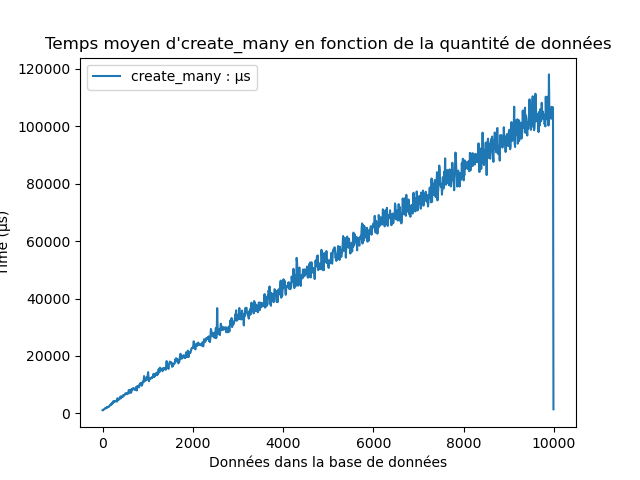 Temps moyen d'create_many en fonction de la quantité de données
create_many : µs
120000
100000
80000
60000
40000
20000
0
Time (µs)
0 2000 4000 6000 8000 10000
Données dans la base de données